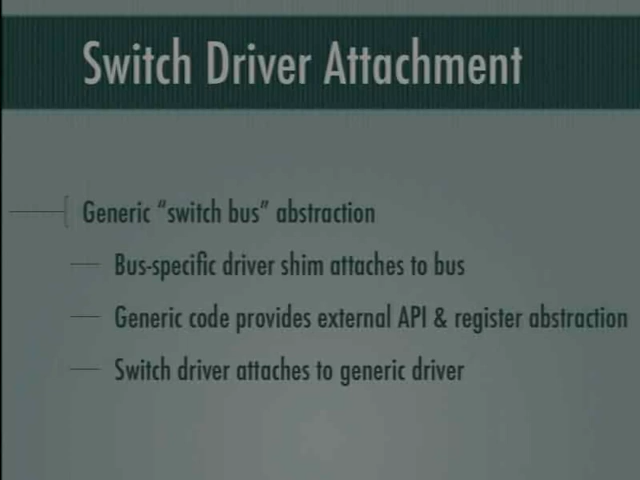 Switch Driver Attachment
Generic “switch bus” abstraction
Bus-specific driver shim attaches to bus
Generic code provides external API & register abstraction
Switch driver attaches to generic driver